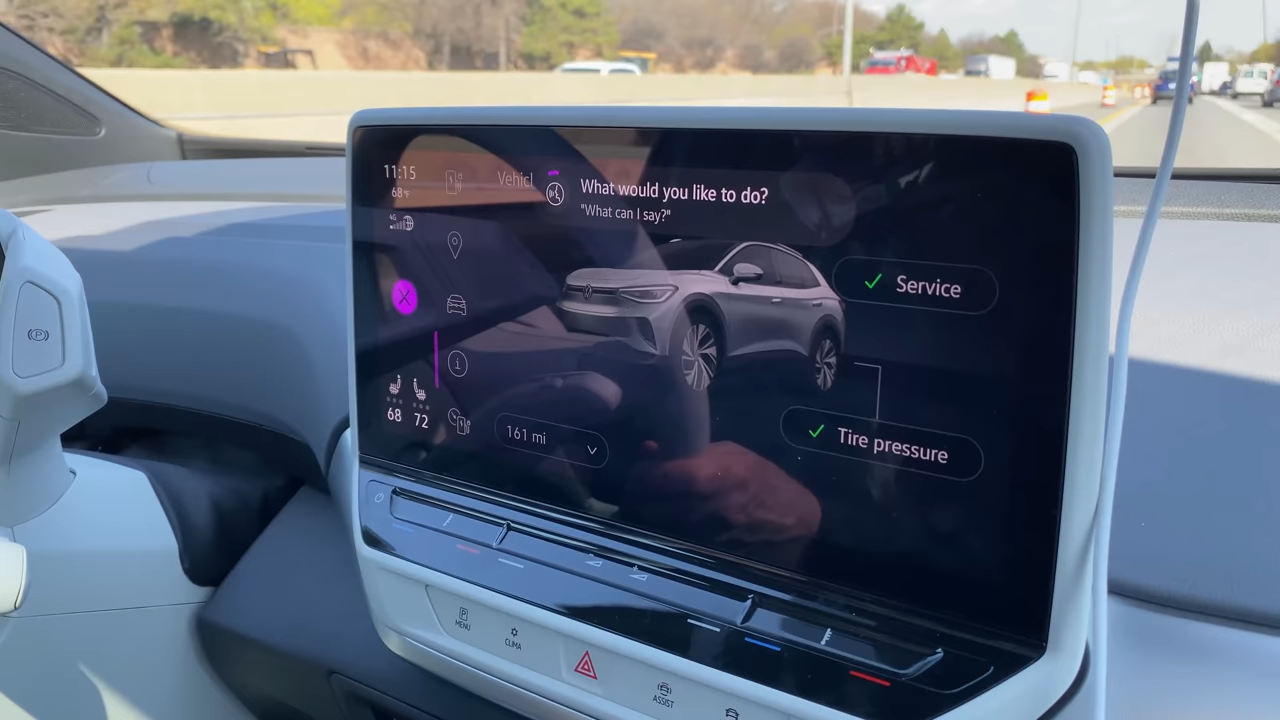 11:15
68°F
4G
Vehicl
What would you like to do?
"What can I say?"
Service
161 mi
Tire pressure
68 72
P
MENU
CLIMA
ASSIST